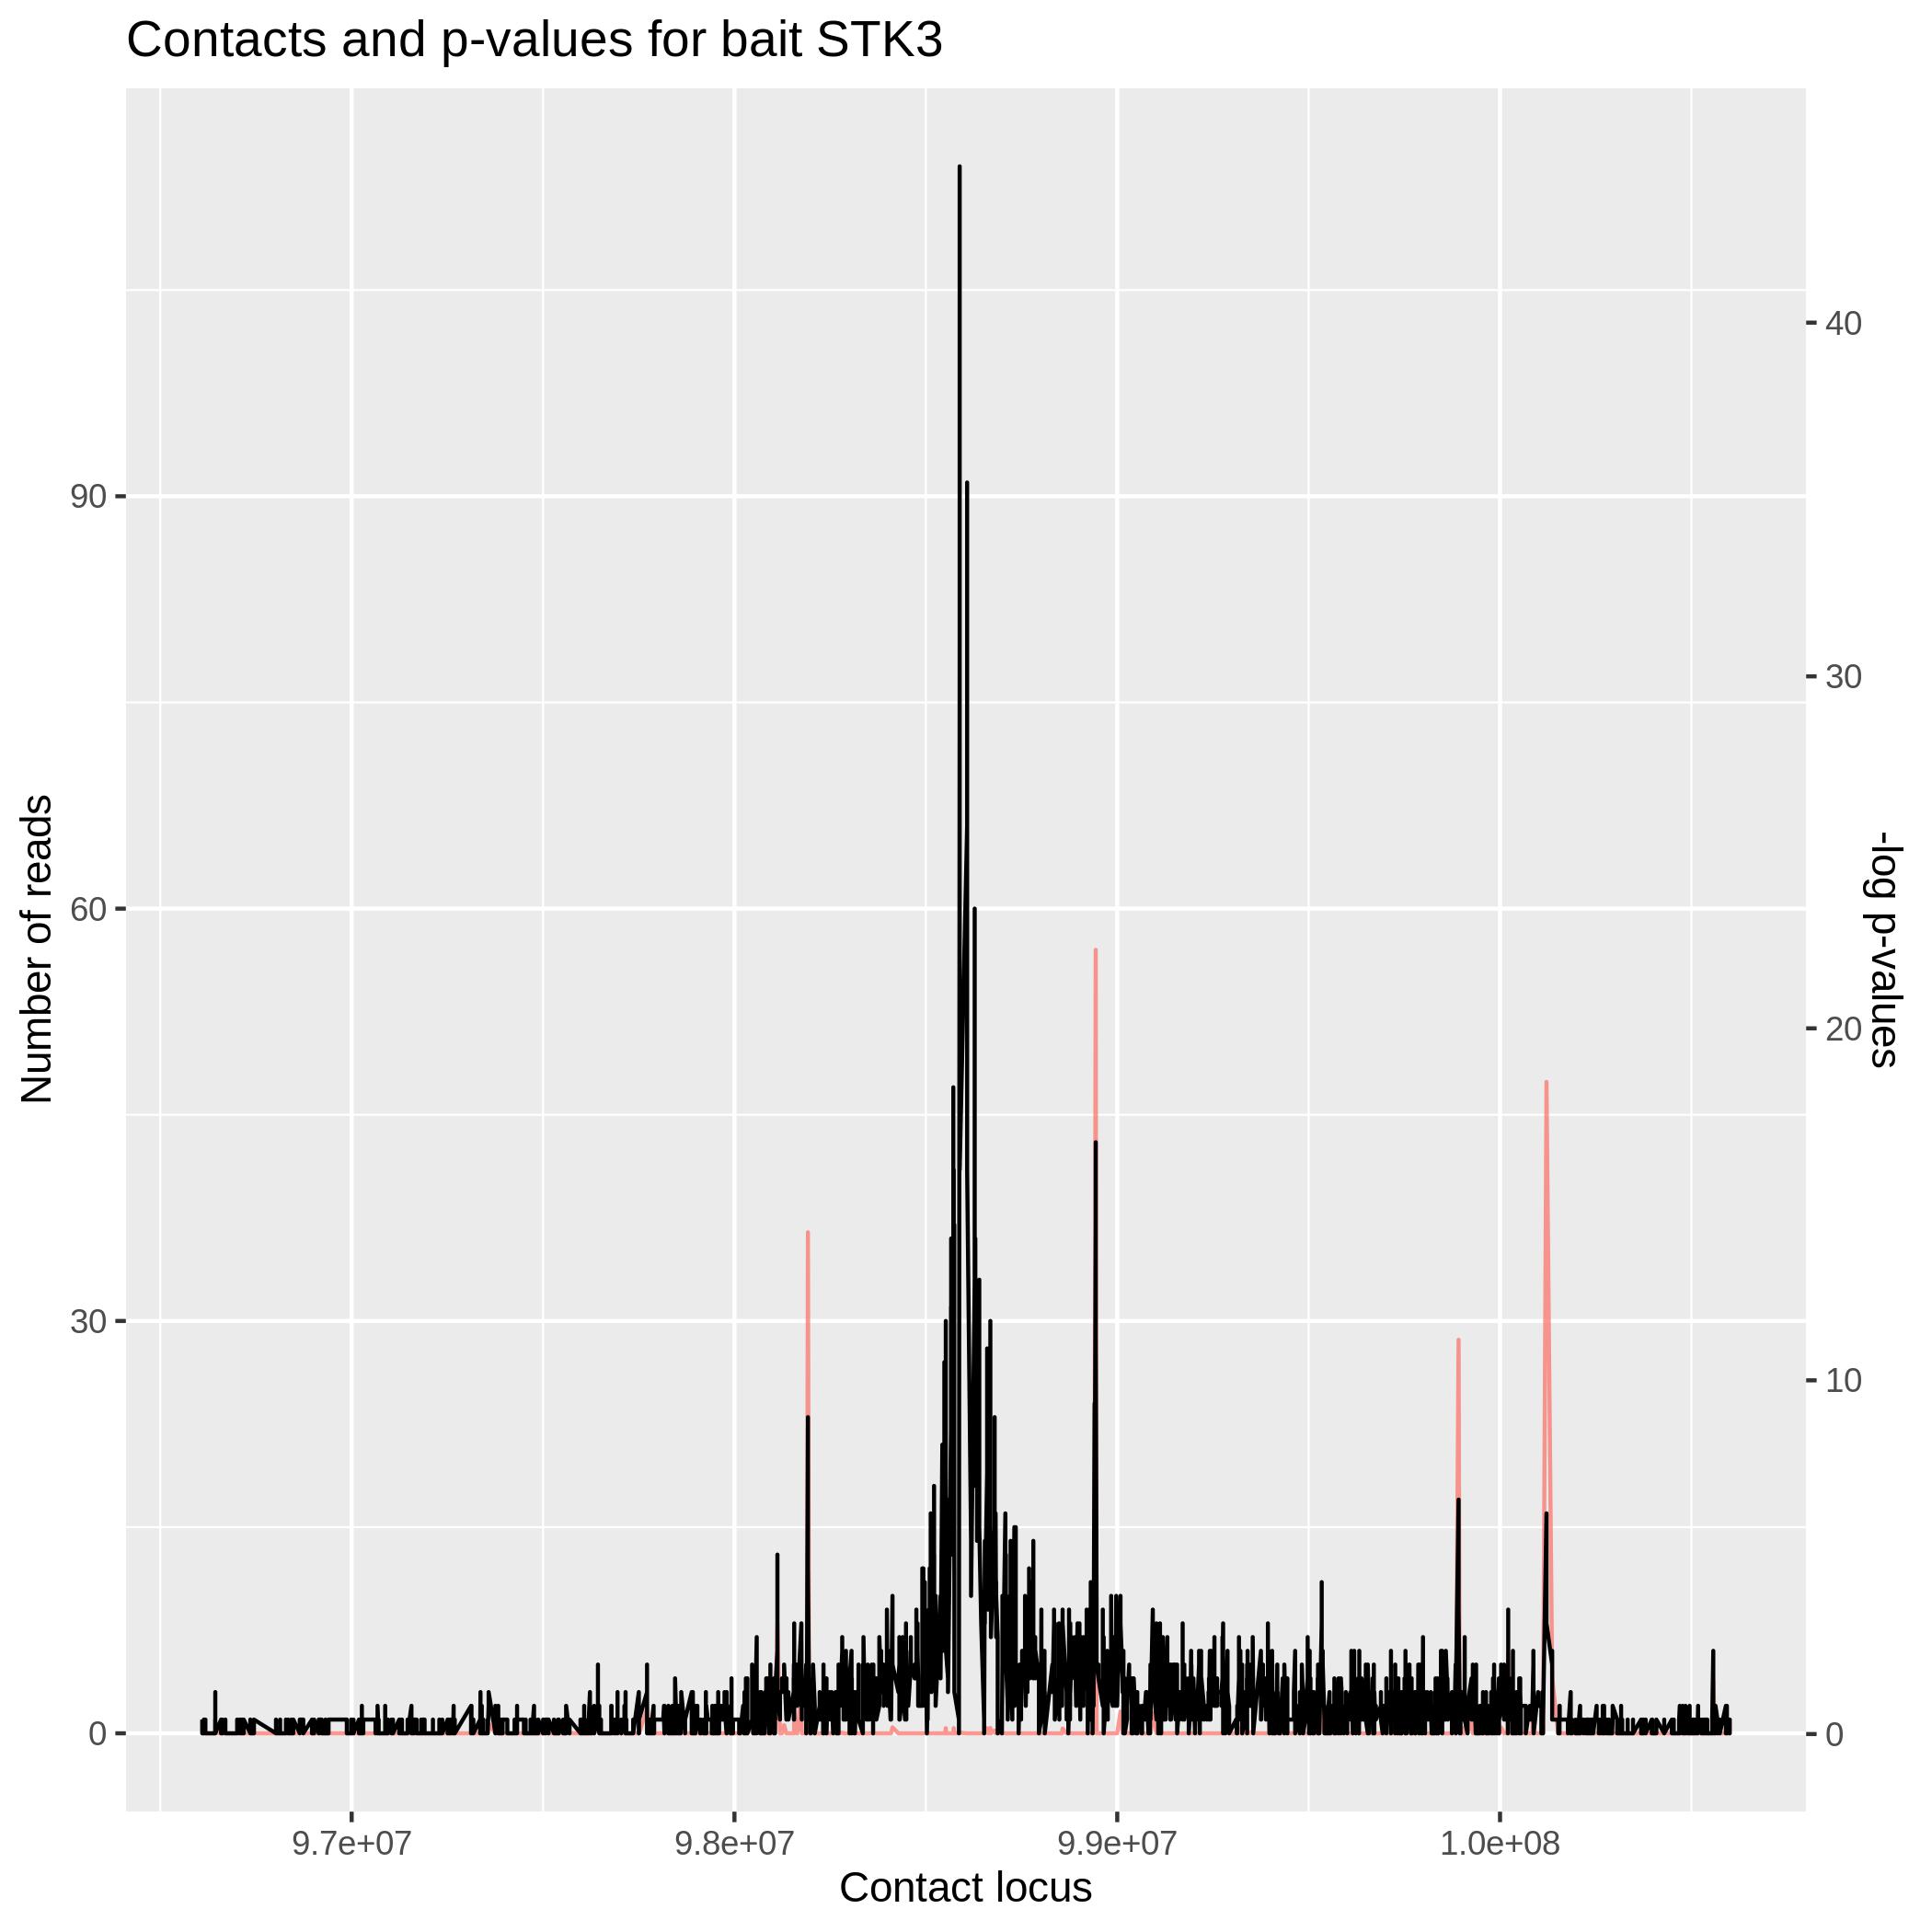 Contacts and p-values for bait STK3
Number of reads
90
60
30
0
40
30
20
10
0
-log p-values
9.7e+07
9.8e+07
9.9e+07
1.0e+08
Contact locus